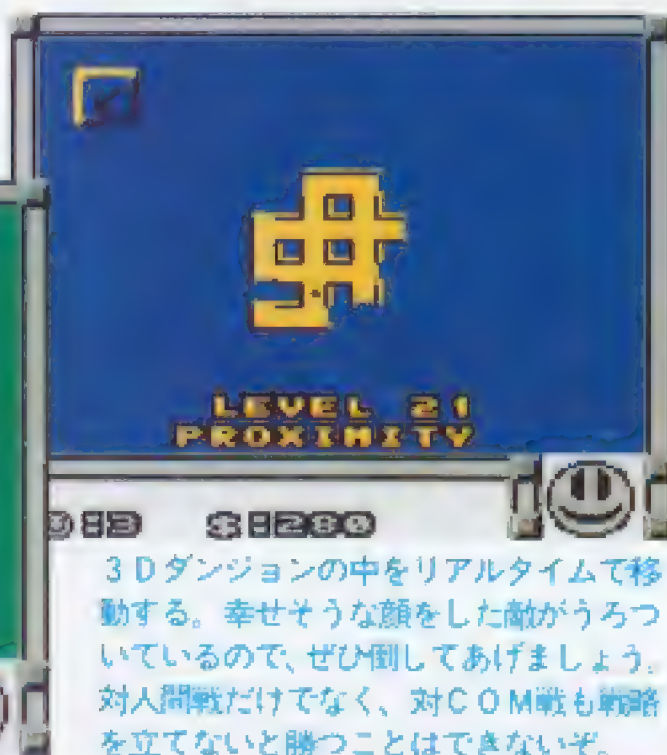 LEVEL 21
PROXIMITY
:3 $:1280
3Dダンジョンの中をリアルタイムで移
動する。幸せそうな顔をした敵がうろつ
いているので、ぜひ倒してあげましょう。
対人間戦だけでなく、対COM戦も戦略
を立てないと勝つことはできないぞ。